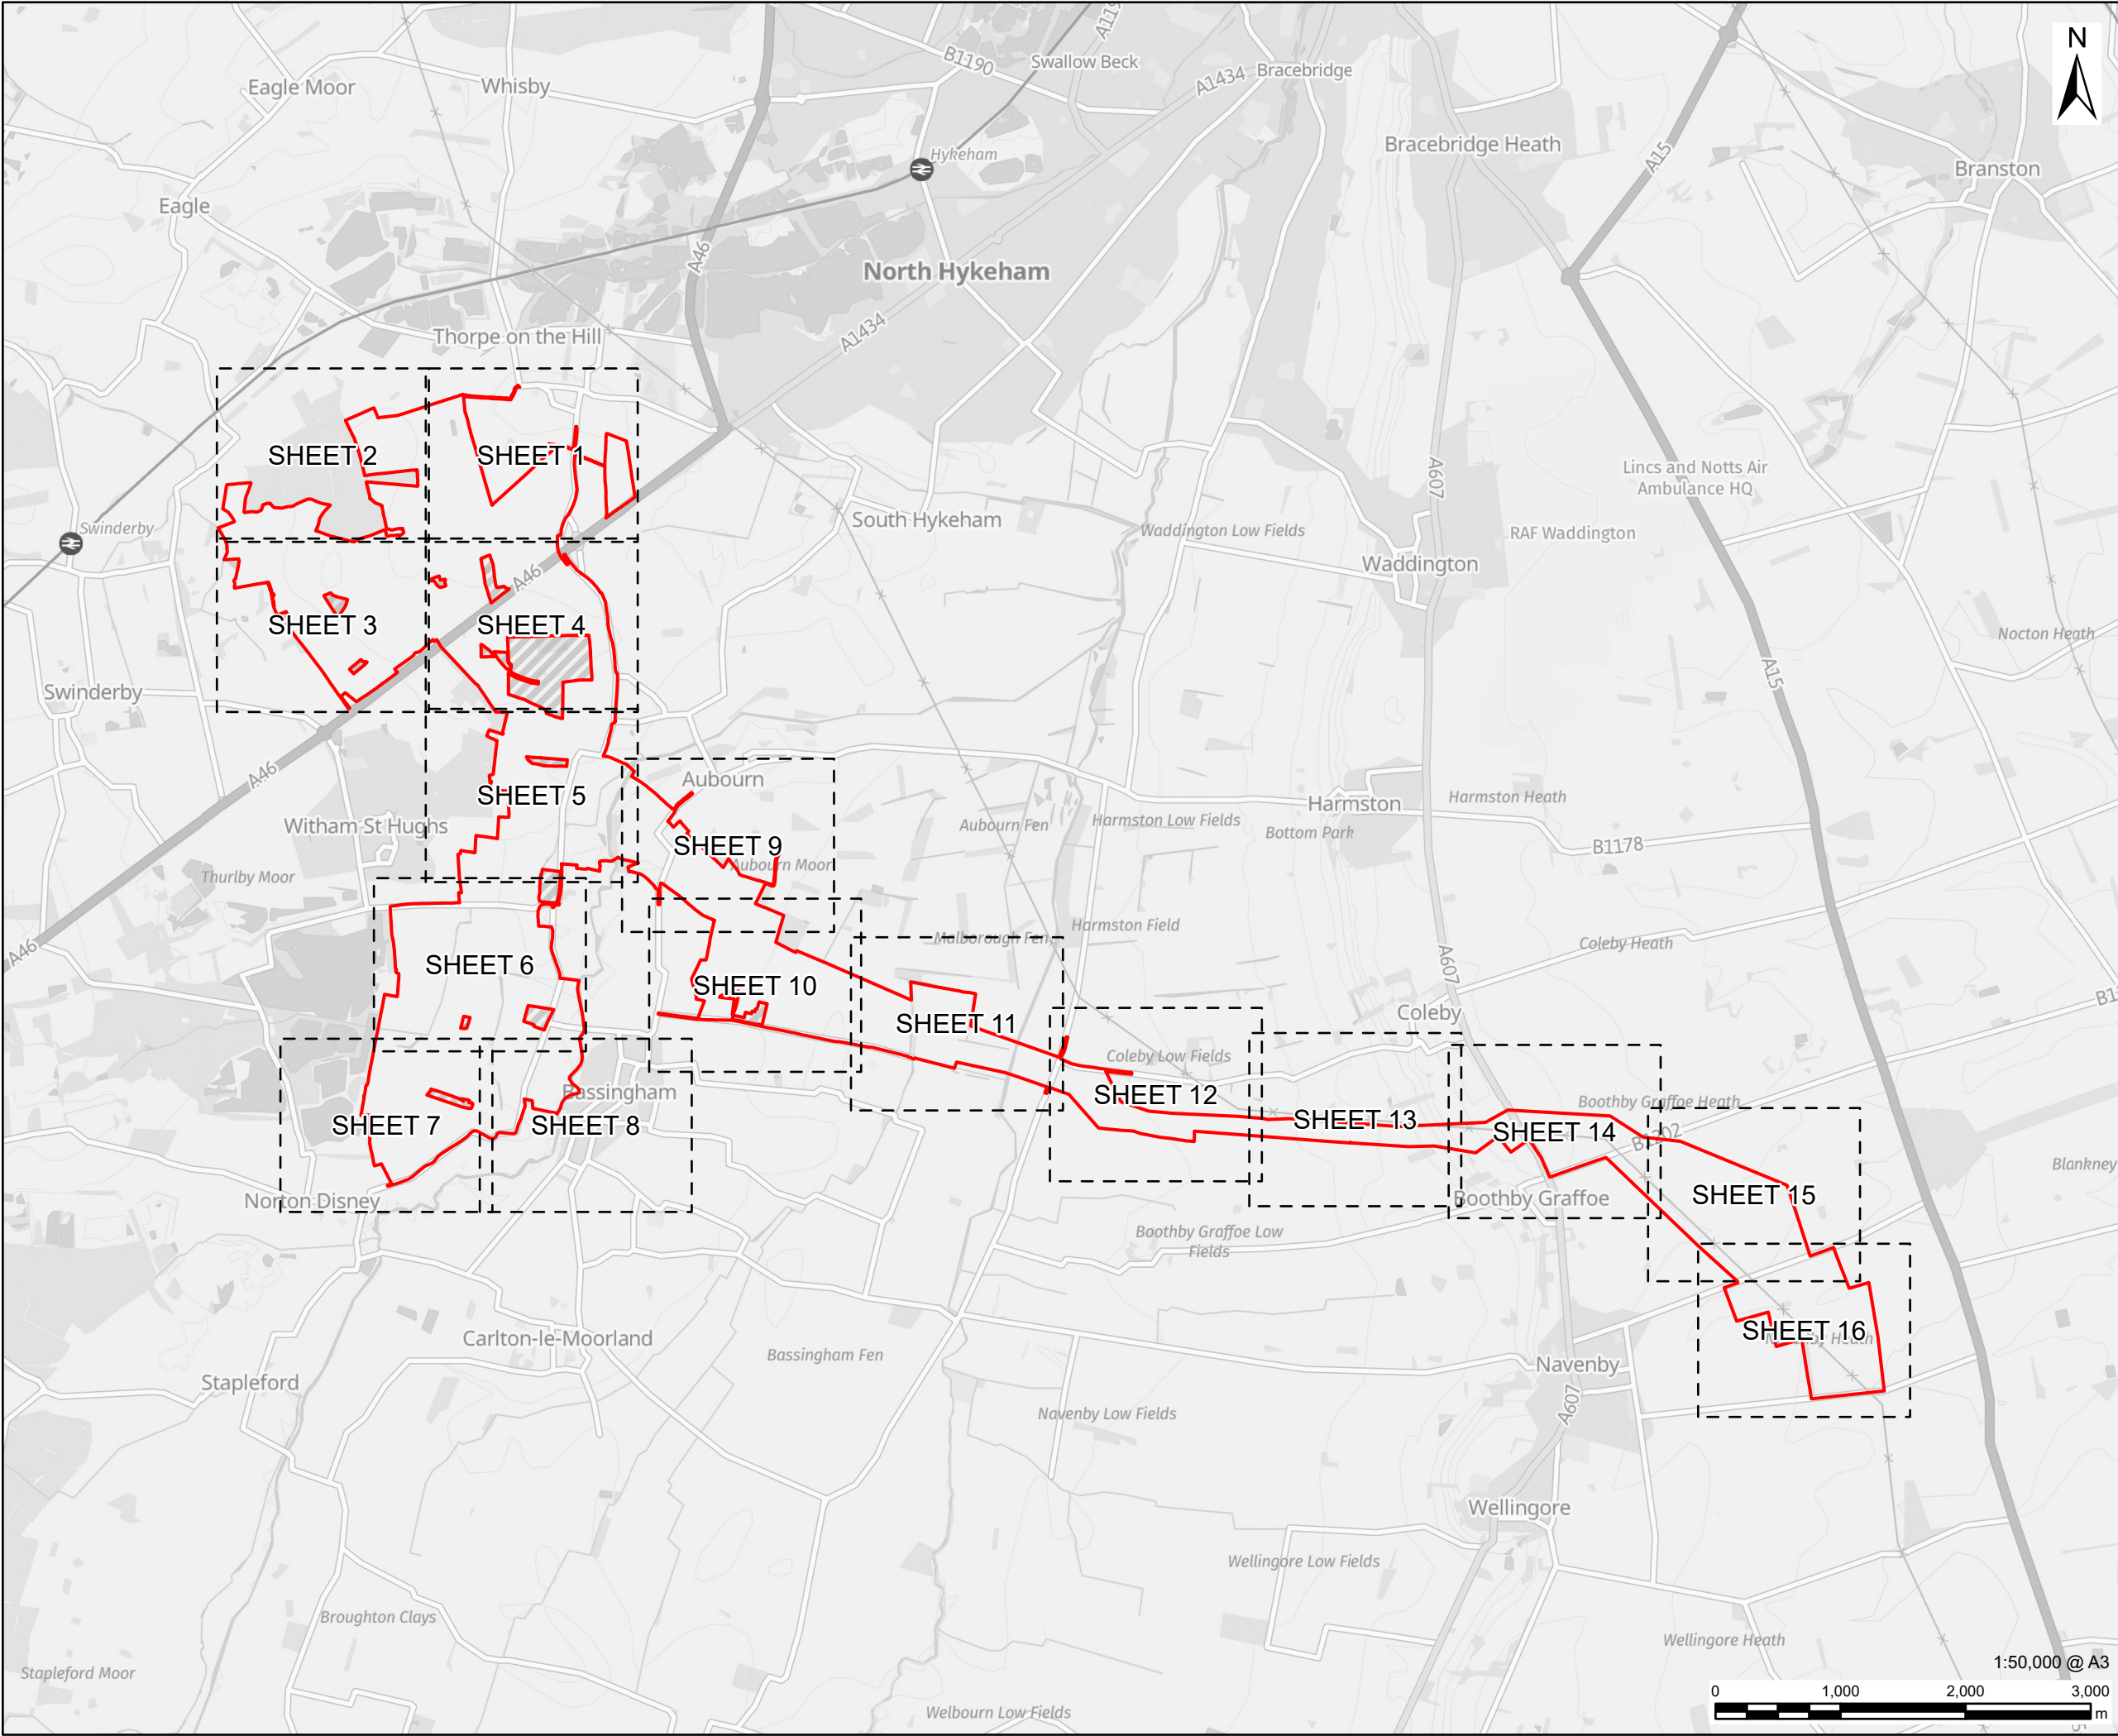 N
A119
B1190
Swallow Beck
A1434
Bracebridge
Eagle Moor
Whisby
Hykeham
Bracebridge Heath
A15
Branston
Eagle
A46
North Hykeham
Thorpe on the Hill
A1434
SHEET 2
SHEET 1
A607
Lincs and Notts Air
Ambulance HQ
Swinderby
South Hykeham
Waddington Low Fields
RAF Waddington
Waddington
A46
SHEET 3
SHEET 4
Nocton Heath
A15
Swinderby
A46
Aubourn
SHEET 5
Harmston
Harmston Heath
Witham St Hughs
Aubourn Fen
Harmston Low Fields
Bottom Park
B1178
SHEET 9
Aubourn Moor
Thurlby Moor
Harmston Field
Malborough Fen
Coleby Heath
A46
SHEET 6
A607
SHEET 10
Coleby
SHEET 11
Coleby Low Fields
Bassingham
SHEET 12
Boothby Graffoe Heath
SHEET 7
SHEET 8
SHEET 13
SHEET 14
B1202
Blankney
Norton Disney
Boothby Graffoe
SHEET 15
Boothby Graffoe Low
Fields
SHEET 16
Carlton-le-Moorland
Bassingham Fen
Navenby
Stapleford
A607
Navenby Low Fields
Wellingore
Wellingore Low Fields
Broughton Clays
Wellingore Heath
Stapleford Moor
Welbourn Low Fields
1:50,000 @ A3
0 1,000 2,000 3,000
m